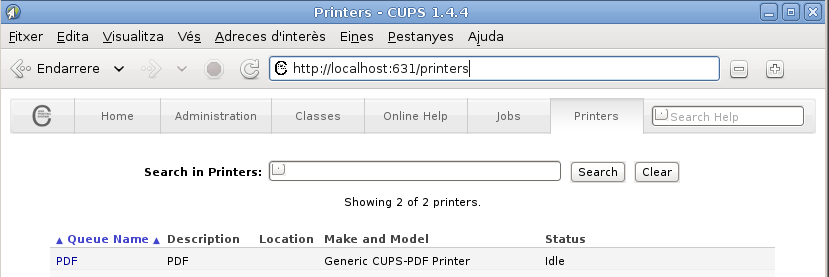 Printers - CUPS 1.4.4
Fitxer Edita Visualitza Vés Adreces d'interès Eines Pestanyes Ajuda
Endarrere http://localhost:631/printers
Home Administration Classes Online Help Jobs Printers Search Help
Search in Printers: Search Clear
Showing 2 of 2 printers.
▲ Queue Name ▲ Description Location Make and Model Status
PDF PDF Generic CUPS-PDF Printer Idle